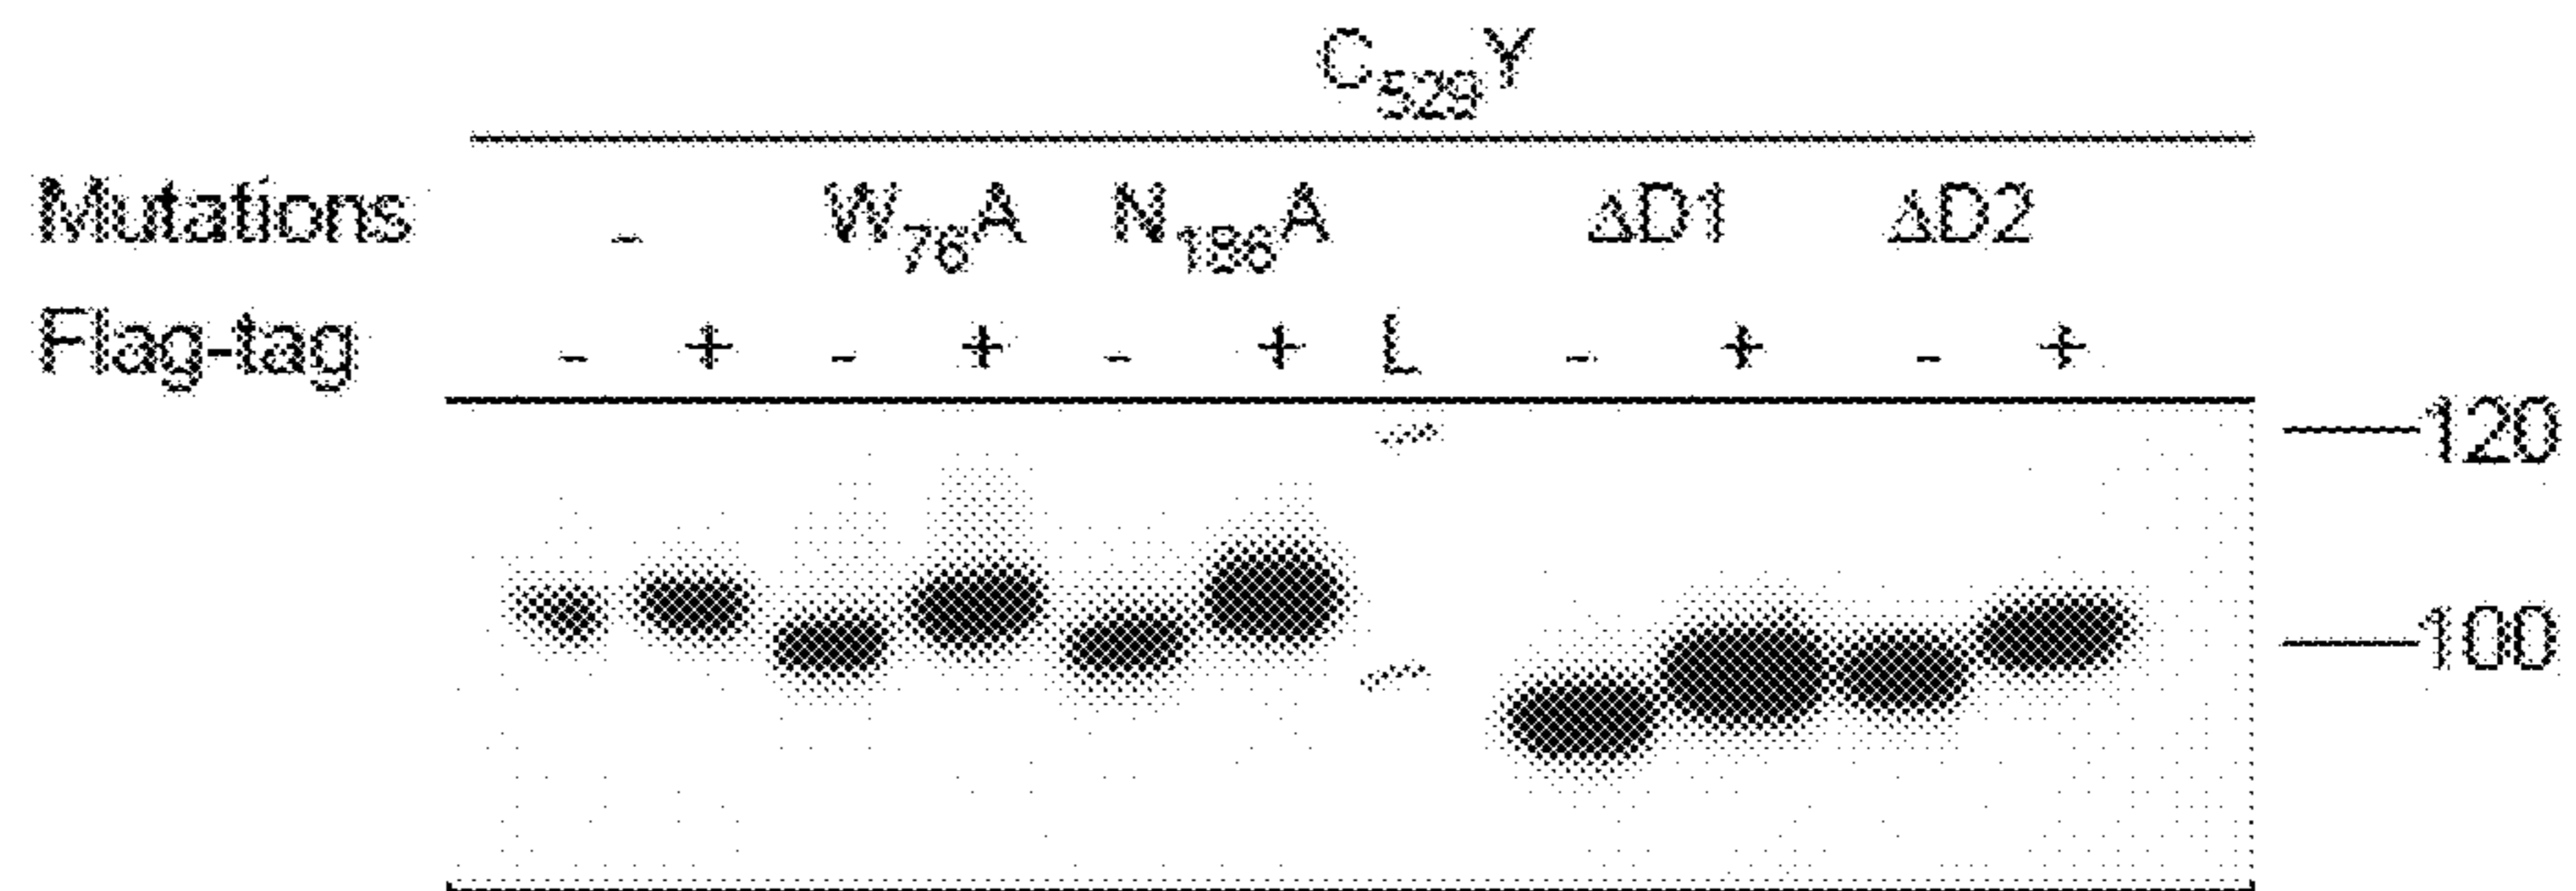 C529Y
Mutations - W76A N186A ΔD1 ΔD2
Flag-tag - + - + - + L - + - +
120
100